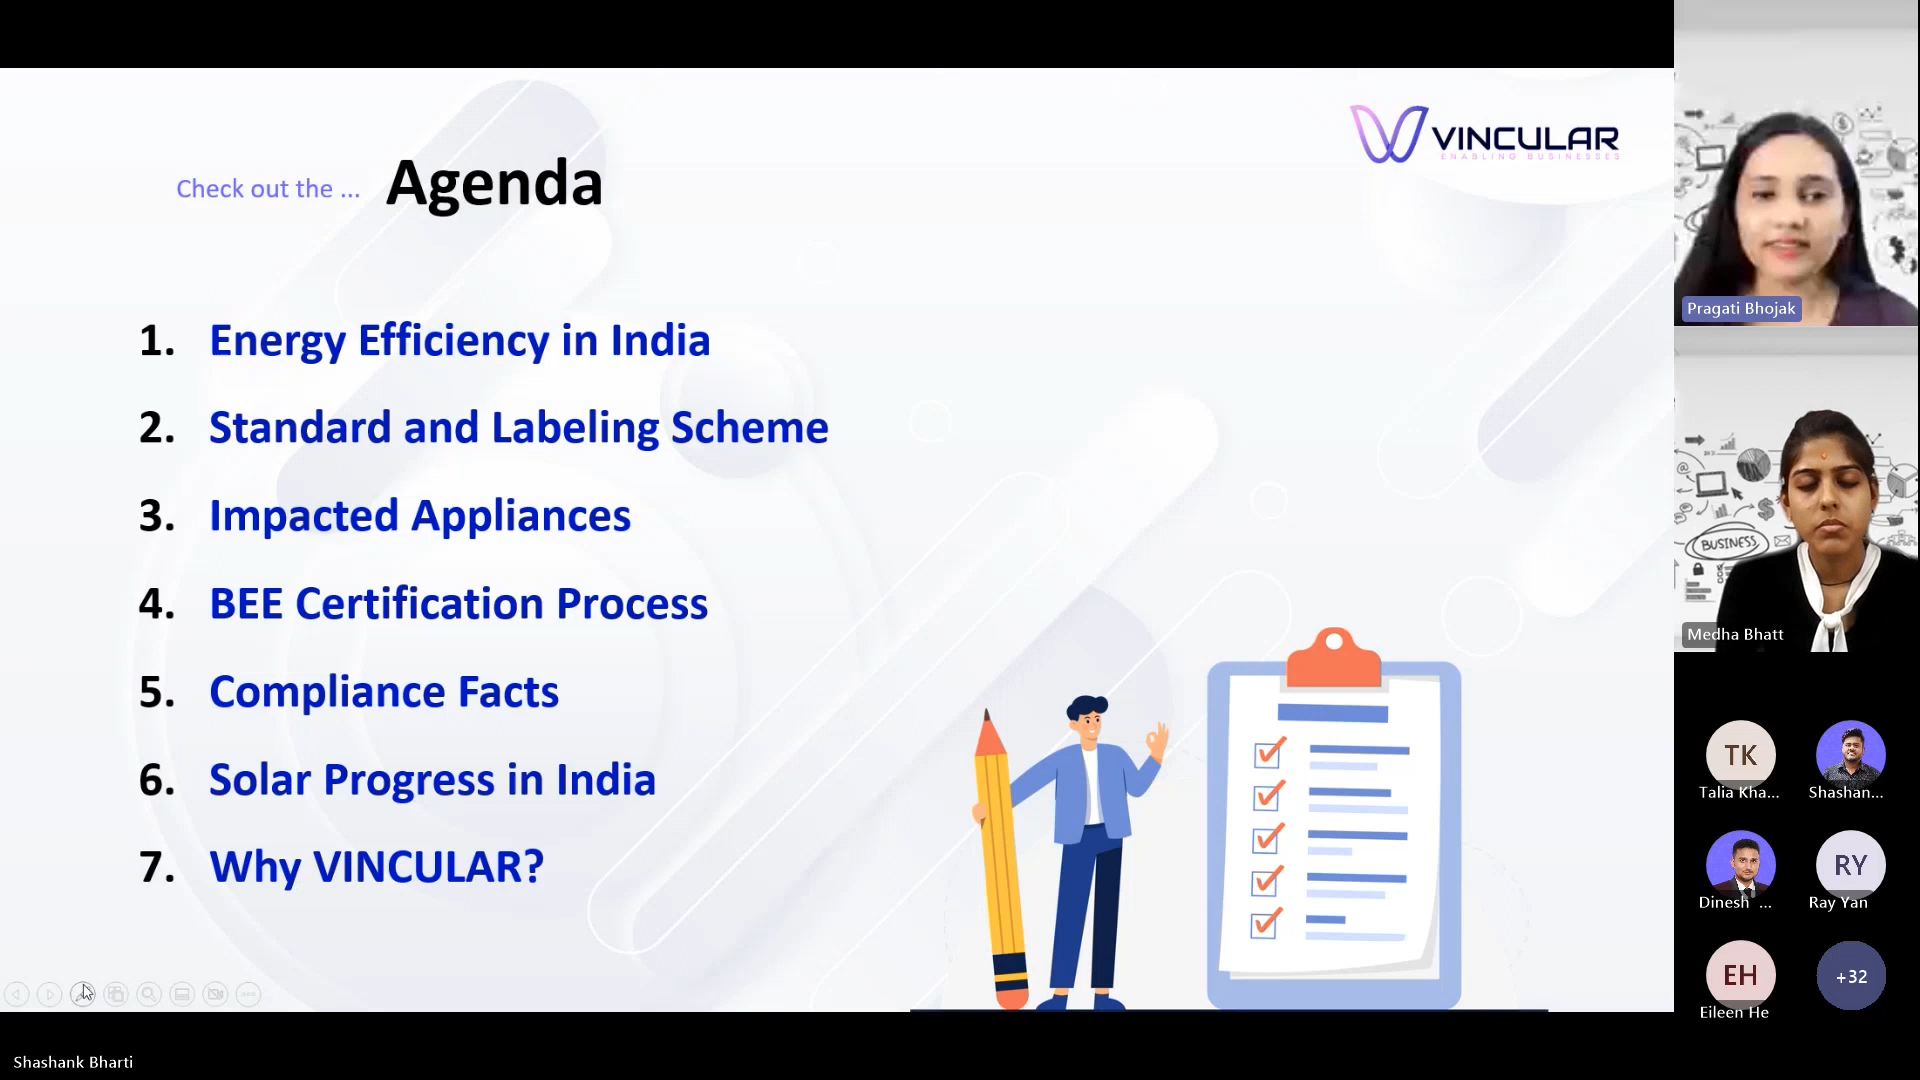 Check out the ... Agenda
VINCULAR
ENABLING BUSINESSES
1. Energy Efficiency in India
2. Standard and Labeling Scheme
3. Impacted Appliances
4. BEE Certification Process
5. Compliance Facts
6. Solar Progress in India
7. Why VINCULAR?
Pragati Bhojak
BUSINESS
Medha Bhatt
TK
Talia Kha...
Shashan...
Dinesh ...
RY
Ray Yan
EH
Eileen He
+32
Shashank Bharti